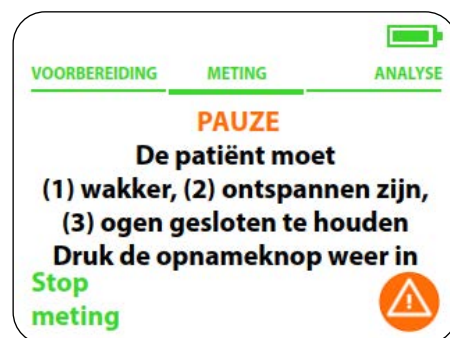 VOORBEREIDING METING ANALYSE
PAUZE
De patiënt moet
(1) wakker, (2) ontspannen zijn,
(3) ogen gesloten te houden
Druk de opnameknop weer in
Stop
meting